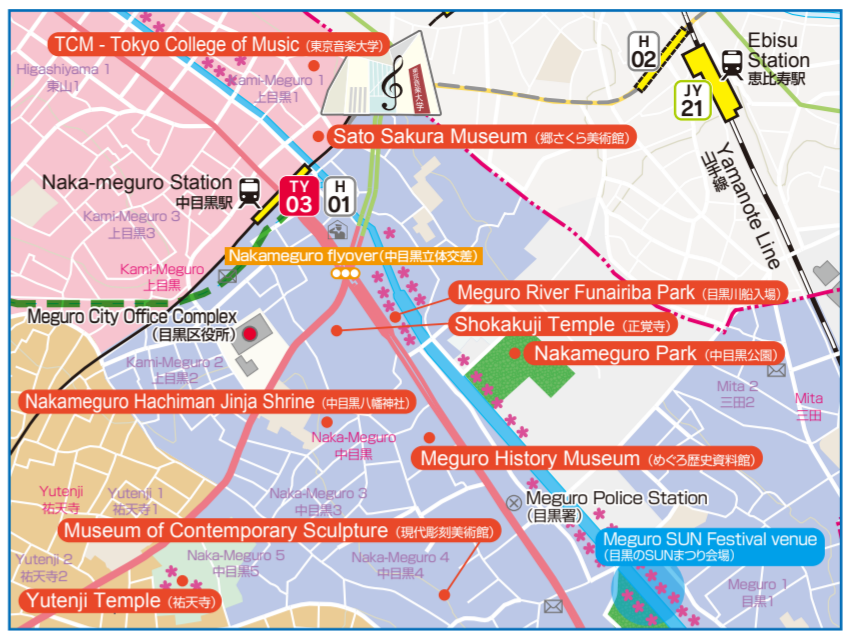 TCM - Tokyo College of Music（東京音楽大学）
Higashiyama 1
東山1
Kami-Meguro 1
上目黒1
東京音楽大学
H
02
Ebisu
Station
恵比寿駅
JY
21
Sato Sakura Museum（郷さくら美術館）
Yamanote Line
山手線
Naka-meguro Station
中目黒駅
TY
03
H
01
Kami-Meguro 3
上目黒3
Nakameguro flyover(中目黒立体交差)
Kami-Meguro
上目黒
Meguro River Funairiba Park（目黒川船入場）
Meguro City Office Complex
（目黒区役所）
Shokakuji Temple（正覚寺）
Nakameguro Park（中目黒公園）
Kami-Meguro 2
上目黒2
Mita 2
三田2
Mita
三田
Nakameguro Hachiman Jinja Shrine（中目黒八幡神社）
Naka-Meguro
中目黒
Meguro History Museum（めぐろ歴史資料館）
Yutenji
祐天寺
Yutenji 1
祐天寺1
Naka-Meguro 3
中目黒3
Meguro Police Station
（目黒署）
Museum of Contemporary Sculpture（現代彫刻美術館）
Meguro SUN Festival venue
（目黒のSUNまつり会場）
Yutenji 2
祐天寺2
Naka-Meguro 5
中目黒5
Naka-Meguro 4
中目黒4
Meguro 1
目黒1
Yutenji Temple（祐天寺）